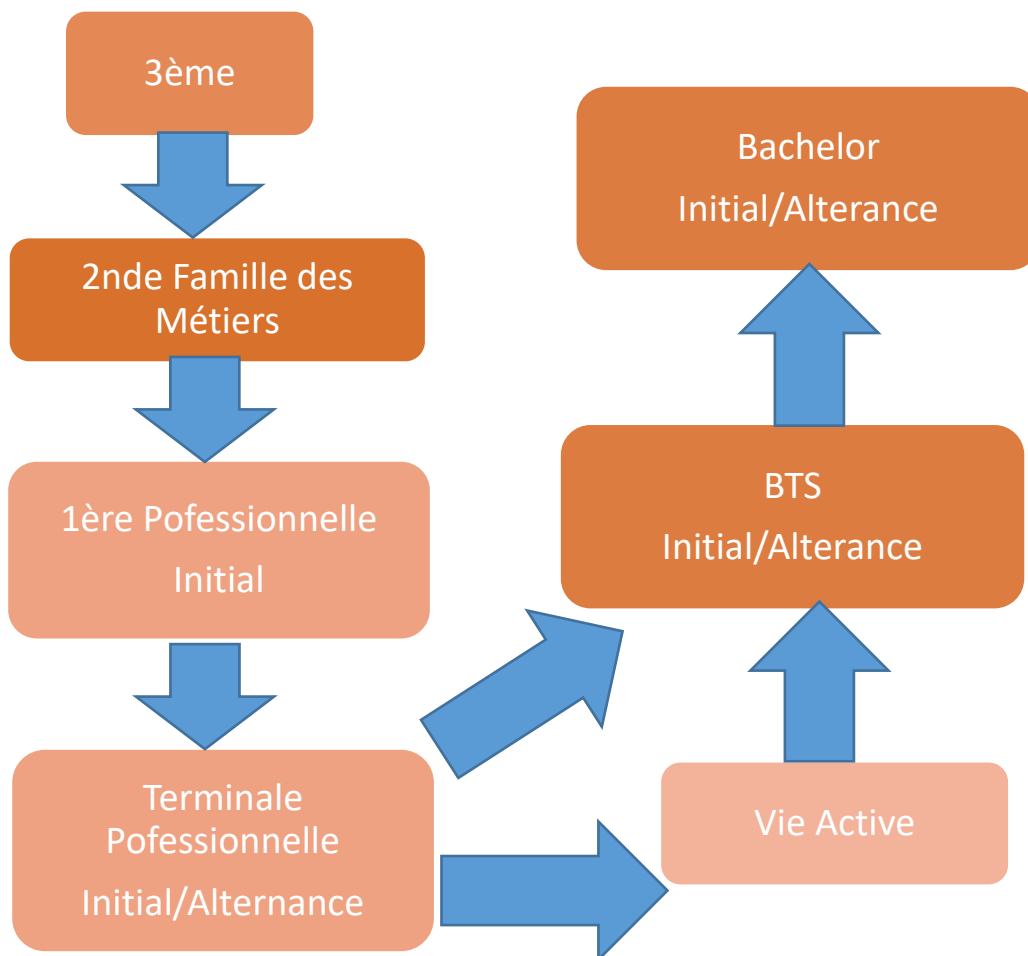 3ème
2nde Famille des
Métiers
1ère Pofessionnelle
Initial
Terminale
Pofessionnelle
Initial/Alternance
Bachelor
Initial/Alterance
BTS
Initial/Alterance
Vie Active